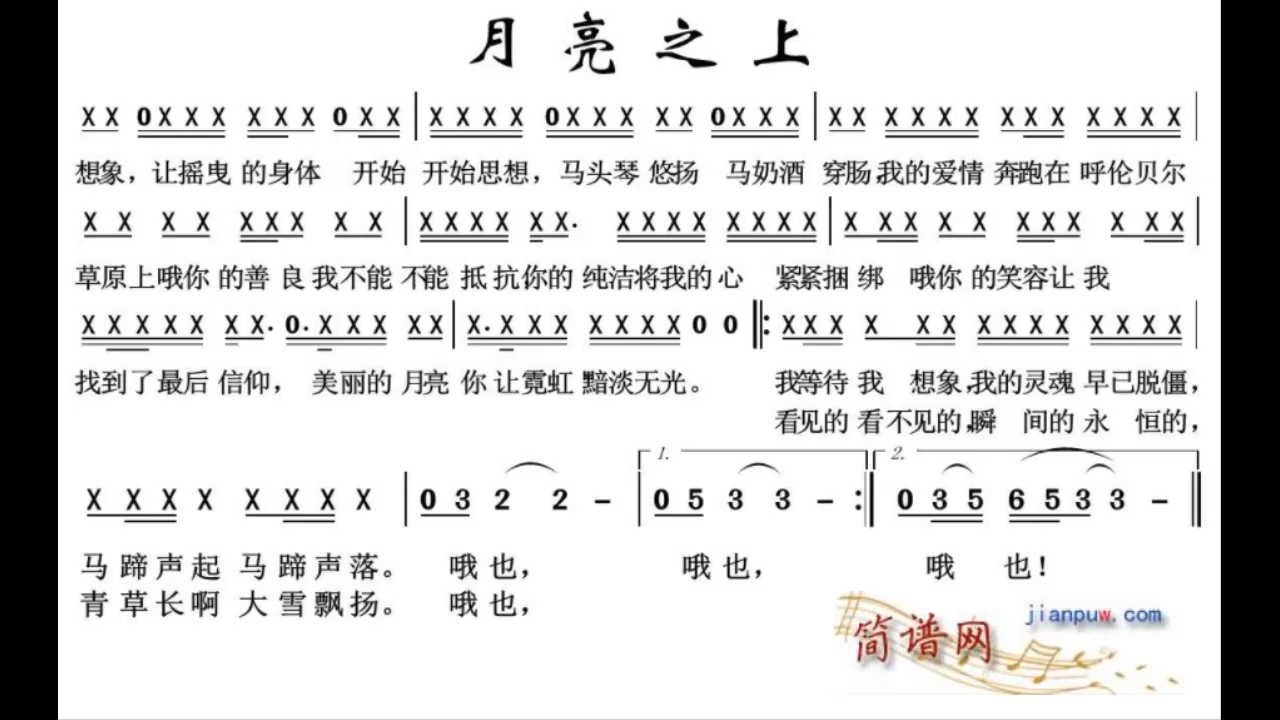 月亮之上
X X 0 X X X X X X 0 X X | X X X X 0 X X X X X 0 X X X | X X X X X X X X X X X X X |
想象，让摇曳的身体 开始 开始思想，马头琴悠扬 马奶酒 穿肠,我的爱情奔跑在 呼伦贝尔
X X X X X X X X X | X X X X X X. X X X X X X X X | X X X X X X X X X X X |
草原上哦你的善良我不能不能抵抗,你的纯洁将我的心 紧紧捆绑 哦你的笑容让我
X X X X X X X. 0. X X X X X | X. X X X X X X X 0 0 ‖: X X X X X X X X X X X X X X |
找到了最后信仰， 美丽的月亮你让霓虹黯淡无光。 我等待我 想象,我的灵魂早已脱僵，
看见的看不见的,瞬 间的永 恒的，
1. 2.
X X X X X X X X | 0 3 2 2 – | 0 5 3 3 – :‖ 0 3 5 6 5 3 3 – ‖
马蹄声起马蹄声落。 哦也， 哦也， 哦 也！
青草长啊大雪飘扬。 哦也，
jianpuw.com
简谱网